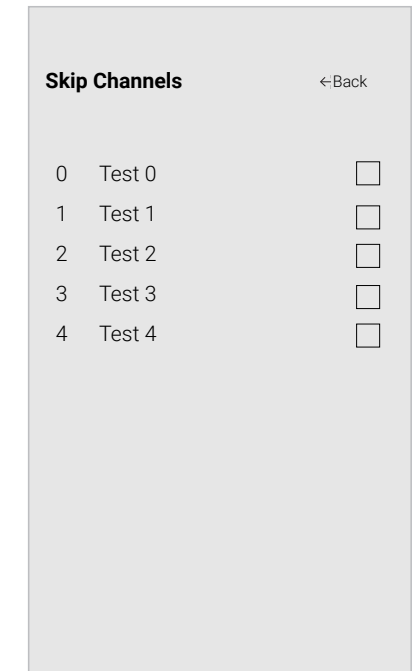 Skip Channels ←Back
0 Test 0
1 Test 1
2 Test 2
3 Test 3
4 Test 4